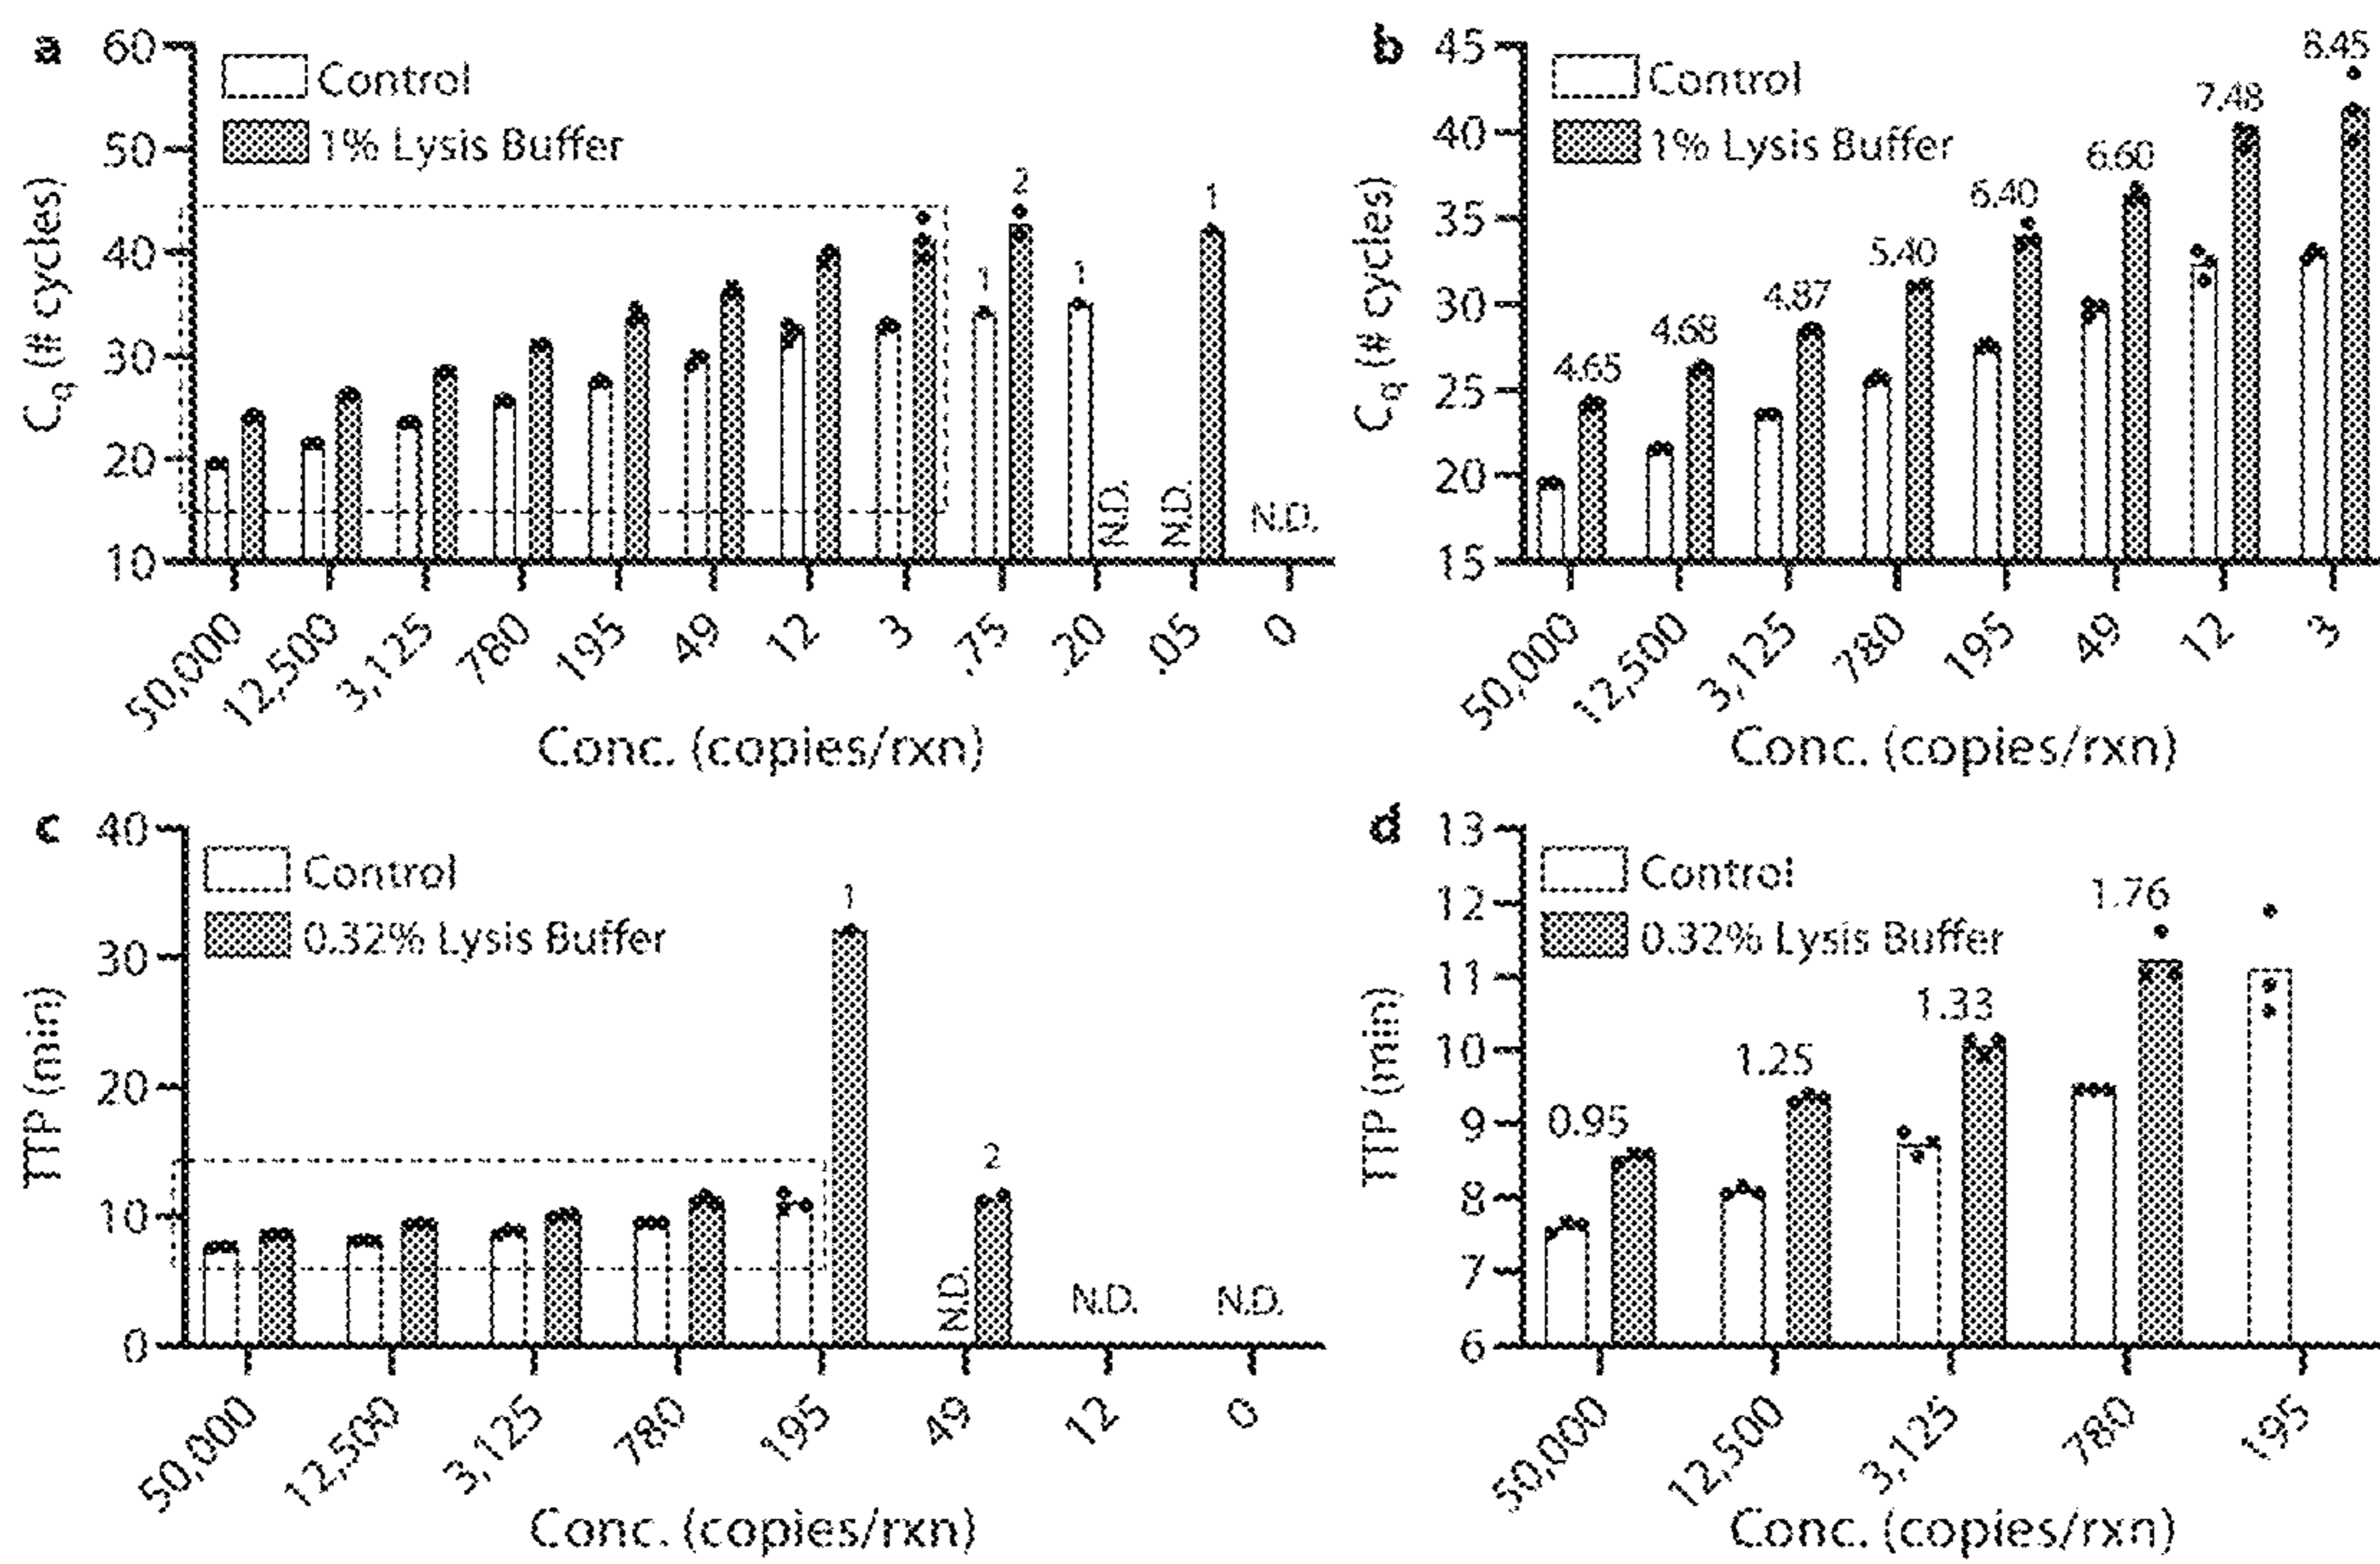 a
60
50
40
30
20
10
Cq (# cycles)
Control
1% Lysis Buffer
1
2
1
N.D.
N.D.
1
N.D.
50,000
12,500
3,125
780
195
49
12
3
.75
.20
.05
0
Conc. (copies/rxn)
b
45
40
35
30
25
20
15
Cq (# cycles)
Control
1% Lysis Buffer
4.65
4.68
4.87
5.40
6.40
6.60
7.48
8.45
50,000
12,500
3,125
780
195
49
12
3
Conc. (copies/rxn)
c
40
30
20
10
0
TTP (min)
Control
0.32% Lysis Buffer
1
N.D.
2
N.D.
N.D.
50,000
12,500
3,125
780
195
49
12
0
Conc. (copies/rxn)
d
13
12
11
10
9
8
7
6
TTP (min)
Control
0.32% Lysis Buffer
0.95
1.25
1.33
1.76
50,000
12,500
3,125
780
195
Conc. (copies/rxn)